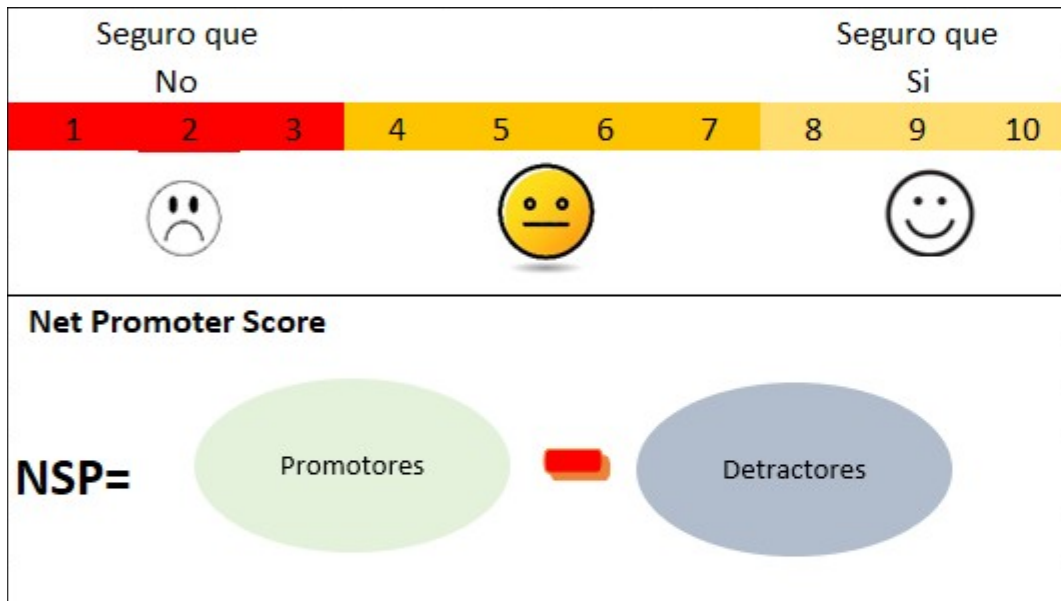 Seguro que
No
Seguro que
Si
1 2 3 4 5 6 7 8 9 10
Net Promoter Score
NSP=
Promotores
Detractores